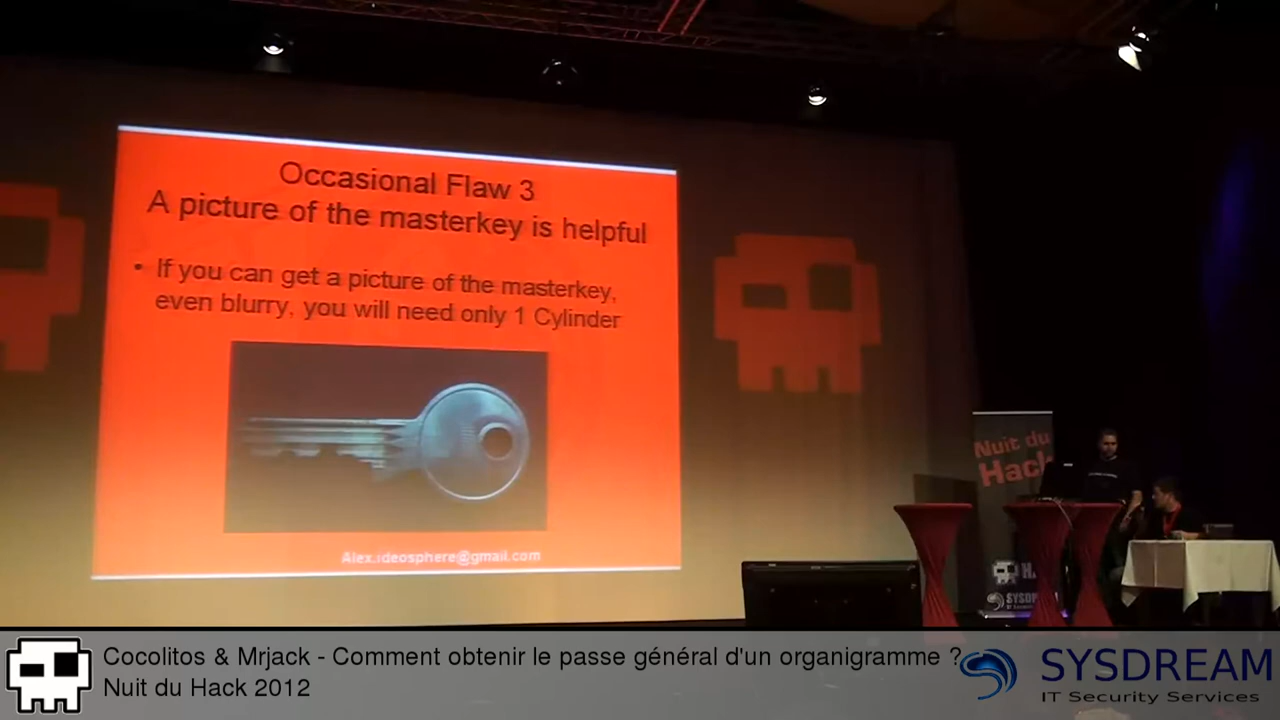 Occasional Flaw 3
A picture of the masterkey is helpful
• If you can get a picture of the masterkey,
even blurry, you will need only 1 Cylinder
Alex.ideosphere@gmail.com
Nuit du
Hack
H
SYSD
Cocolitos & Mrjack - Comment obtenir le passe général d'un organigramme ?
Nuit du Hack 2012
SYSDREAM
IT Security Services